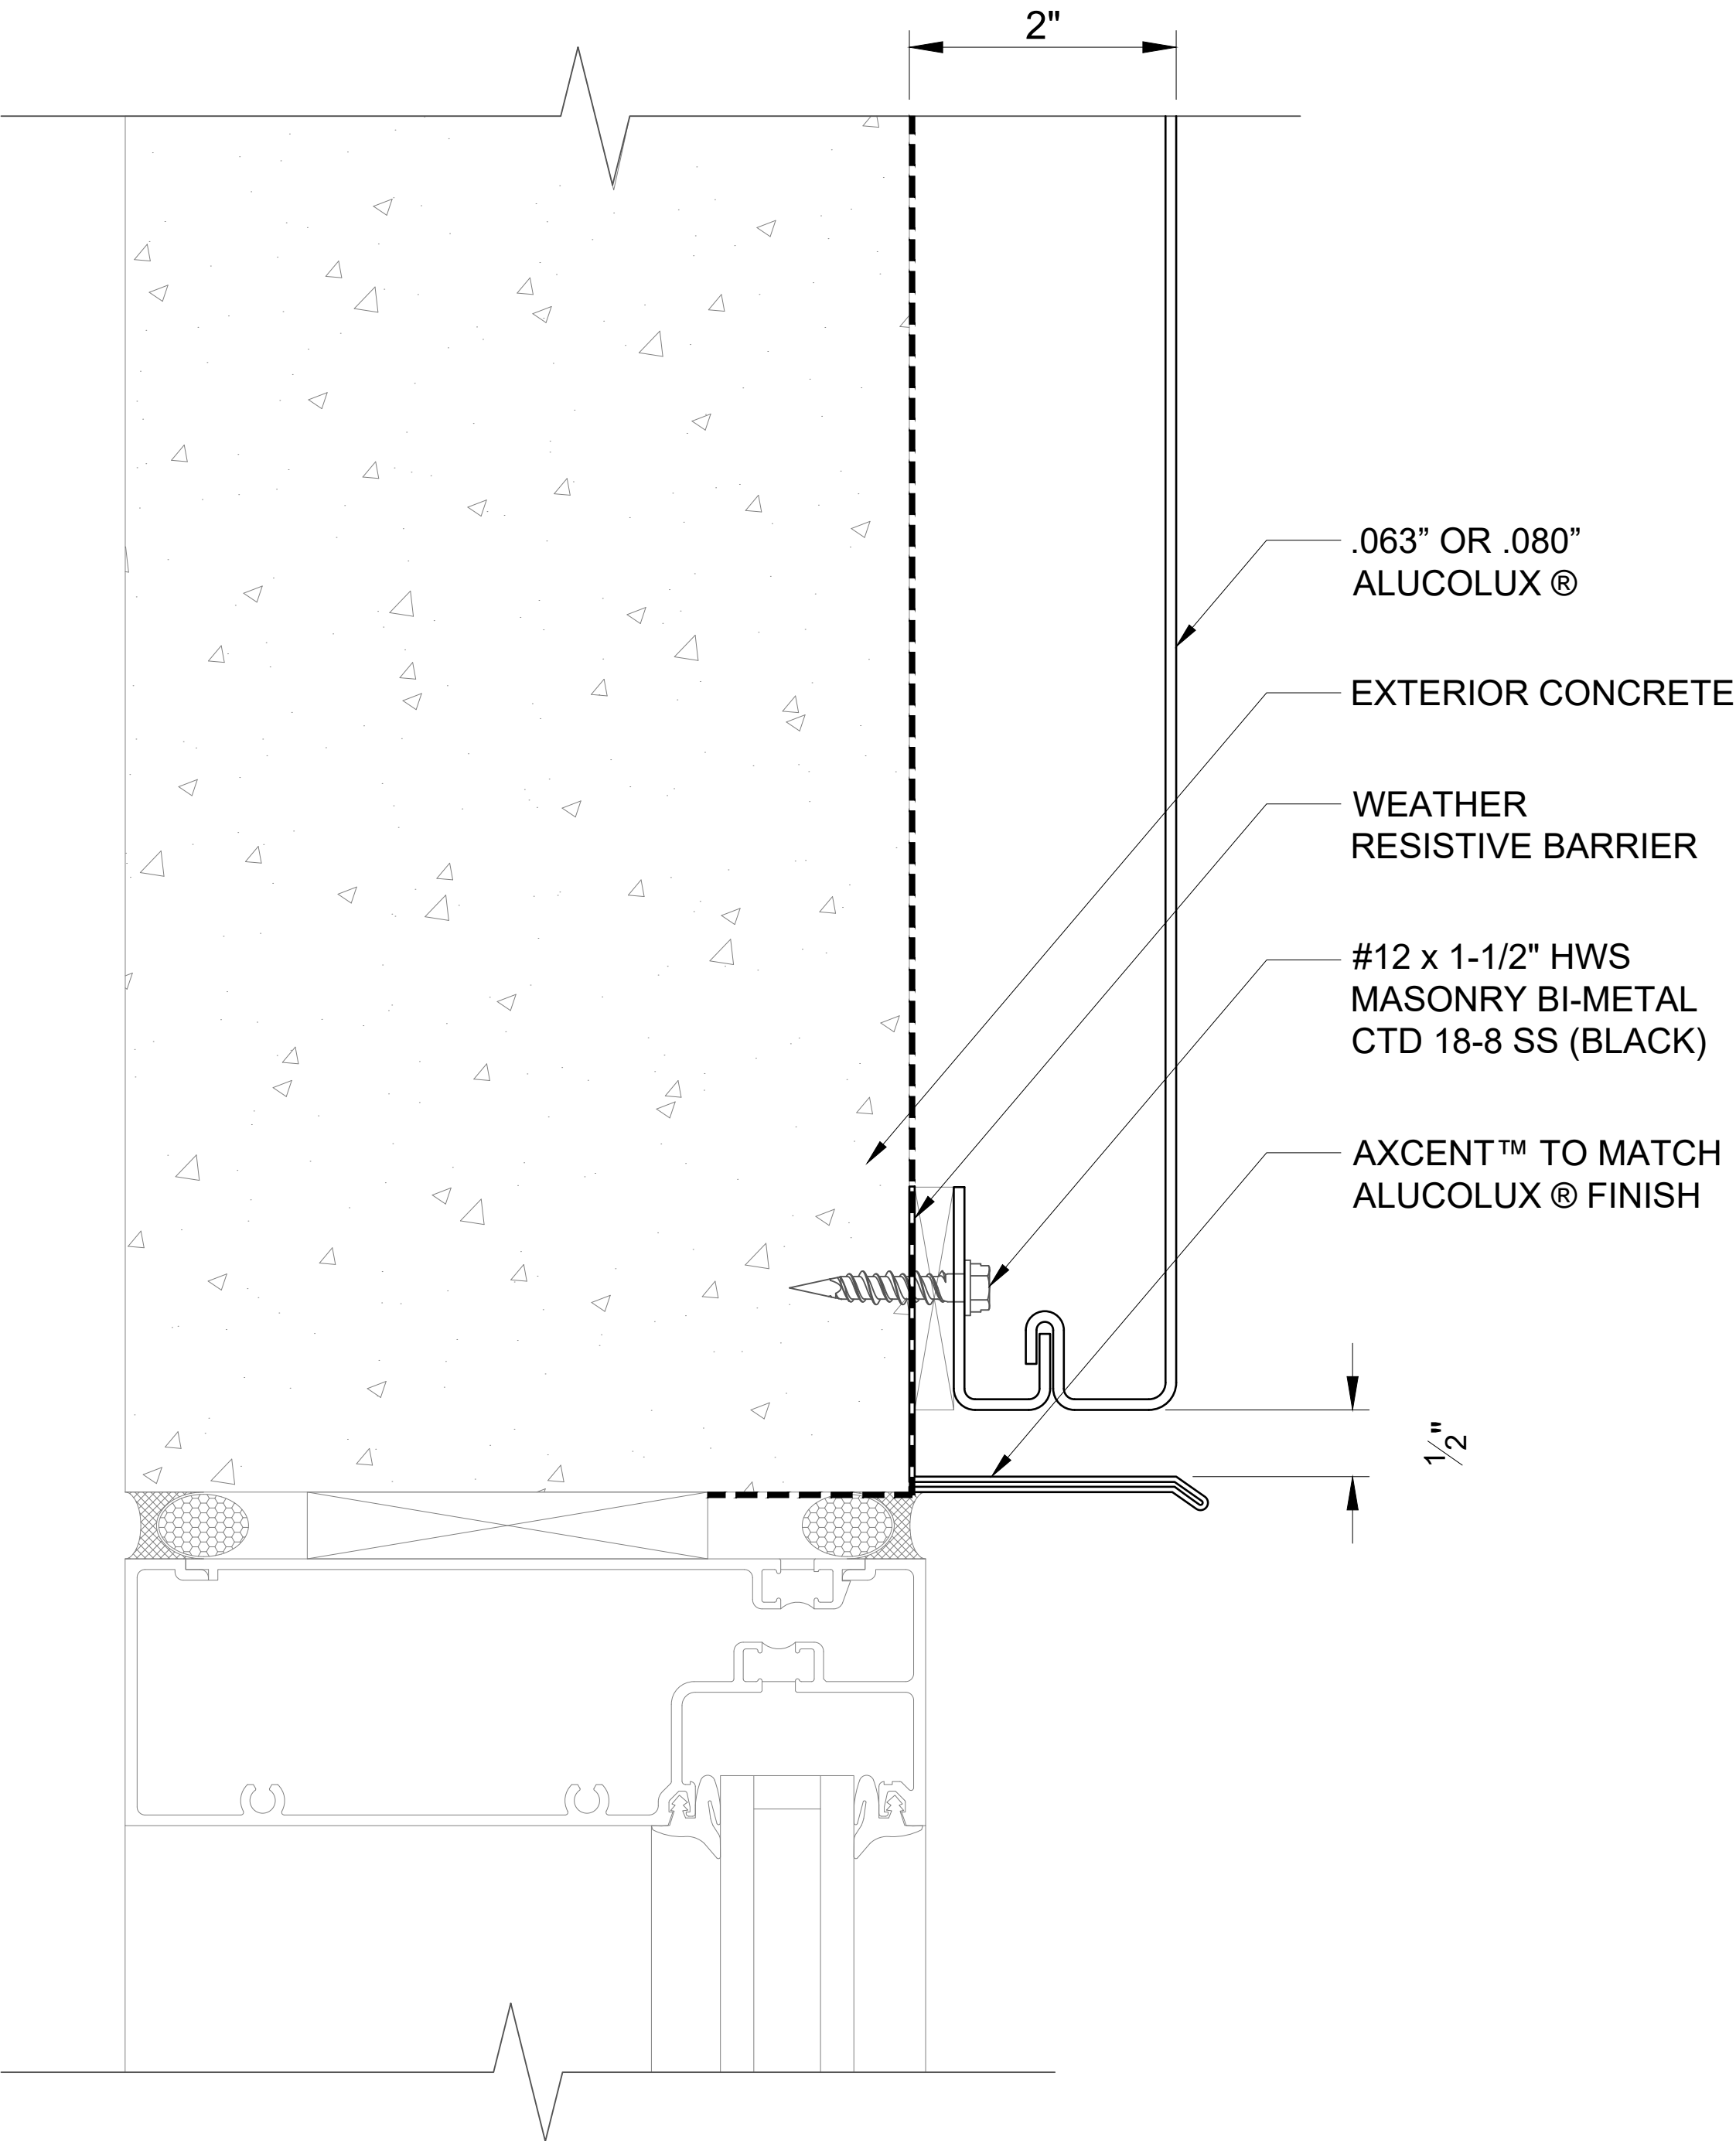 2"
.063” OR .080”
ALUCOLUX ®
EXTERIOR CONCRETE
WEATHER
RESISTIVE BARRIER
#12 x 1-1/2" HWS
MASONRY BI-METAL
CTD 18-8 SS (BLACK)
AXCENT™ TO MATCH
ALUCOLUX ® FINISH
1/2"